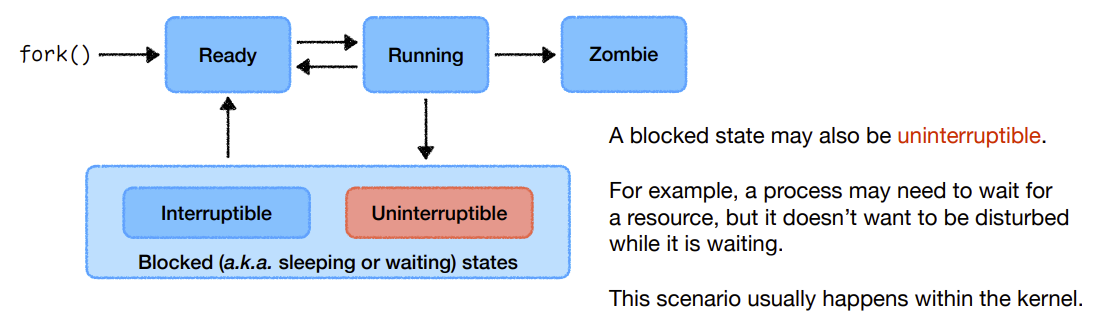 fork()
Ready
Running
Zombie
A blocked state may also be uninterruptible.
For example, a process may need to wait for
a resource, but it doesn’t want to be disturbed
while it is waiting.
Interruptible
Uninterruptible
Blocked (a.k.a. sleeping or waiting) states
This scenario usually happens within the kernel.